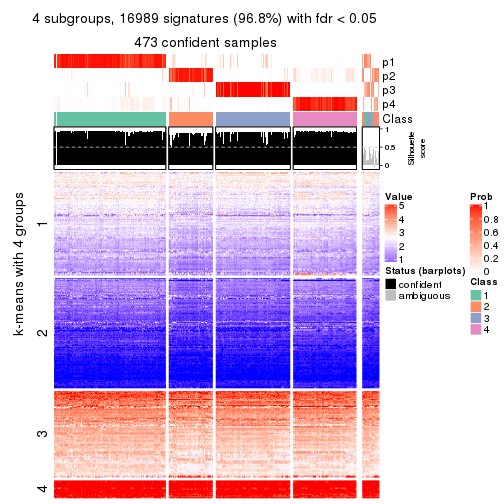 4 subgroups, 16989 signatures (96.8%) with fdr < 0.05
473 confident samples
p1
p2
p3
p4
Class
1
0.5
0
Silhouette
score
k-means with 4 groups
1
2
3
4
Value
5
4
3
2
1
Status (barplots)
confident
ambiguous
Prob
1
0.8
0.6
0.4
0.2
0
Class
1
2
3
4